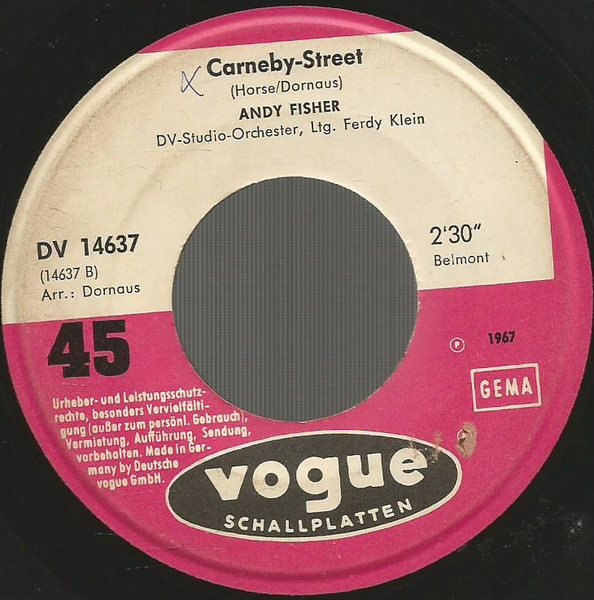 x Carneby-Street
(Horse/Dornaus)
ANDY FISHER
DV-Studio-Orchester, Ltg. Ferdy Klein
DV 14637
(14637 B)
Arr.: Dornaus
2'30"
Belmont
45
℗ 1967
GEMA
Urheber- und Leistungsschutz-
rechte, besonders Vervielfälti-
gung (außer zum persönl. Gebrauch),
Vermietung, Aufführung, Sendung,
vorbehalten. Made in Ger-
many by Deutsche
vogue GmbH.
vogue
SCHALLPLATTEN